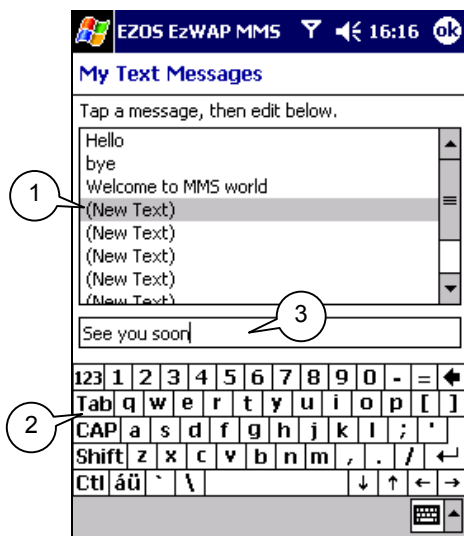 EZOS EzWAP MMS 16:16 ok
My Text Messages
Tap a message, then edit below.
Hello
bye
Welcome to MMS world
1
(New Text)
(New Text)
(New Text)
(New Text)
(New Text)
3
See you soon
123 1 2 3 4 5 6 7 8 9 0 - = 🡄
2
Tab q w e r t y u i o p [ ]
CAP a s d f g h j k l ; '
Shift z x c v b n m , . / ↵
Ctl áü ` \ ↓ ↑ ← →